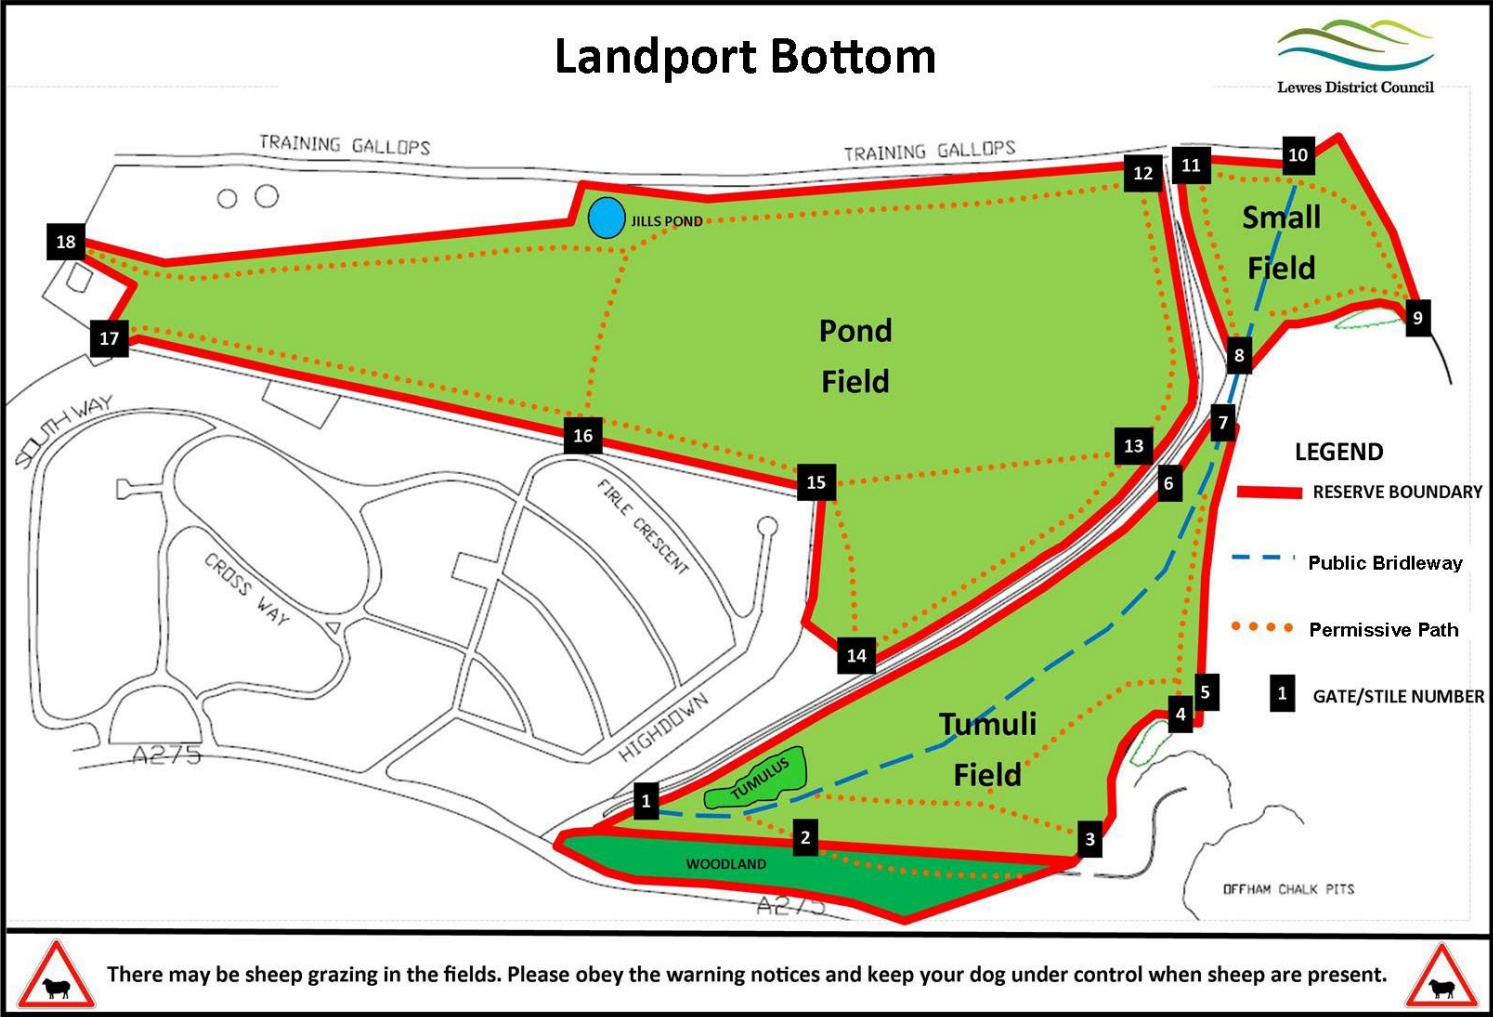 Landport Bottom
Lewes District Council
TRAINING GALLOPS
TRAINING GALLOPS
10
11
12
JILLS POND
Small
Field
18
9
17
Pond
Field
8
SOUTH WAY
7
16
13
LEGEND
15
6
RESERVE BOUNDARY
FIRLE CRESCENT
Public Bridleway
CROSS WAY
Permissive Path
14
5
1
GATE/STILE NUMBER
4
HIGHDOWN
Tumuli
Field
A275
TUMULUS
1
2
3
WOODLAND
OFFHAM CHALK PITS
A275
There may be sheep grazing in the fields. Please obey the warning notices and keep your dog under control when sheep are present.